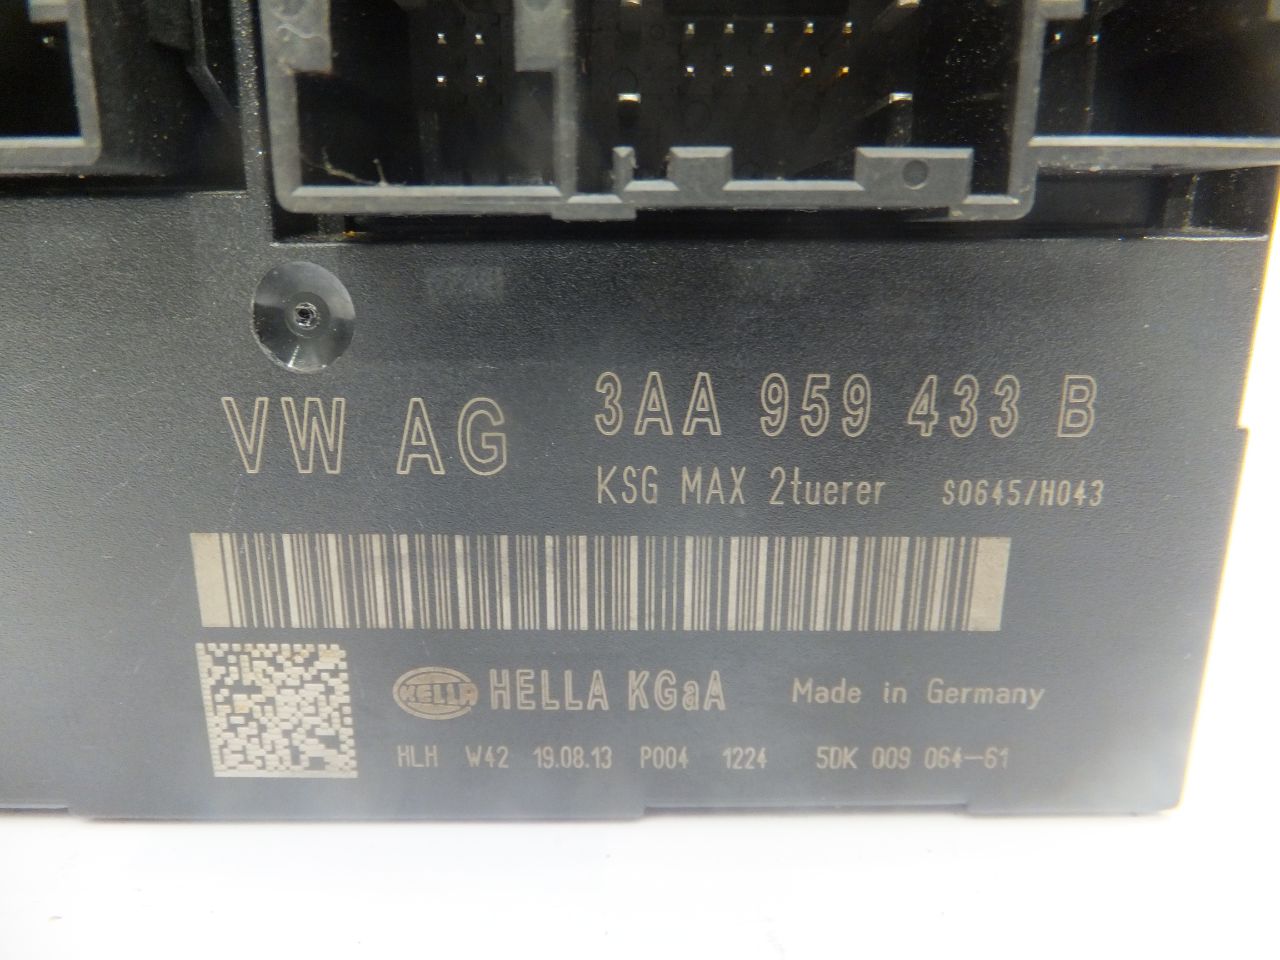 VW AG 3AA 959 433 B
KSG MAX 2tuerer S0645/H043
HELLA HELLA KGaA Made in Germany
HLH W42 19.08.13 P004 1224 5DK 009 064-61